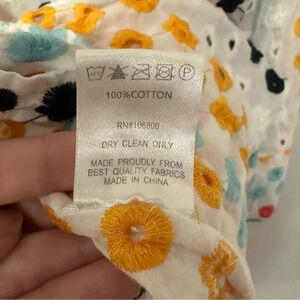 100%COTTON
RN#106800
DRY CLEAN ONLY
MADE PROUDLY FROM
BEST QUALITY FABRICS
MADE IN CHINA